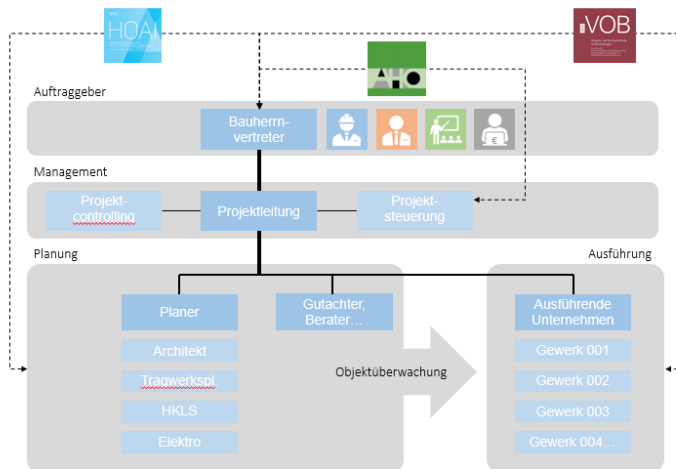 HOAI
VOB
AHO
Auftraggeber
Bauherrn-
vertreter
€
Management
Projekt-
controlling
Projektleitung
Projekt-
steuerung
Planung
Ausführung
Planer
Gutachter,
Berater...
Ausführende
Unternehmen
Architekt
Tragwerkspl.
HKLS
Elektro
Objektüberwachung
Gewerk 001
Gewerk 002
Gewerk 003
Gewerk 004...